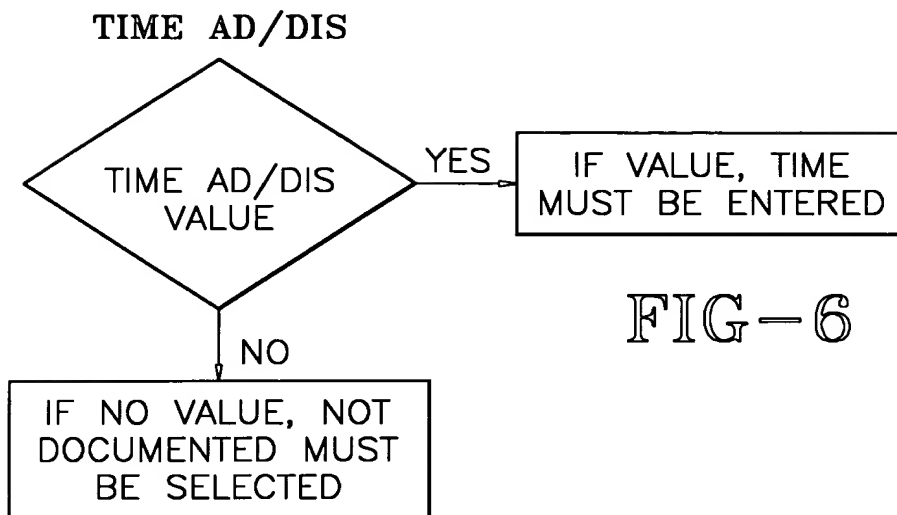 TIME AD/DIS
TIME AD/DIS
VALUE
YES
IF VALUE, TIME
MUST BE ENTERED
FIG-6
NO
IF NO VALUE, NOT
DOCUMENTED MUST
BE SELECTED